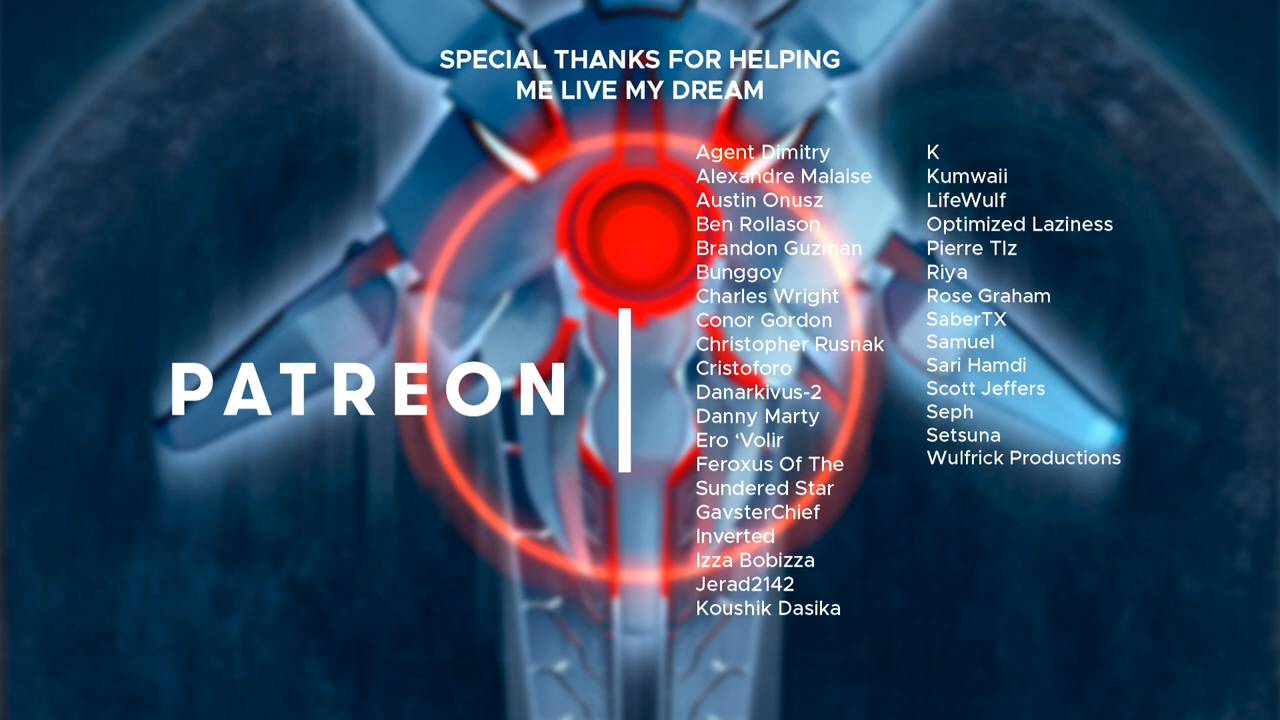 SPECIAL THANKS FOR HELPING
ME LIVE MY DREAM
PATREON
Agent Dimitry
Alexandre Malaise
Austin Onusz
Ben Rollason
Brandon Guzman
Bunggoy
Charles Wright
Conor Gordon
Christopher Rusnak
Cristoforo
Danarkivus-2
Danny Marty
Ero ‘Volir
Feroxus Of The
Sundered Star
GavsterChief
Inverted
Izza Bobizza
Jerad2142
Koushik Dasika
K
Kumwaii
LifeWulf
Optimized Laziness
Pierre Tlz
Riya
Rose Graham
SaberTX
Samuel
Sari Hamdi
Scott Jeffers
Seph
Setsuna
Wulfrick Productions